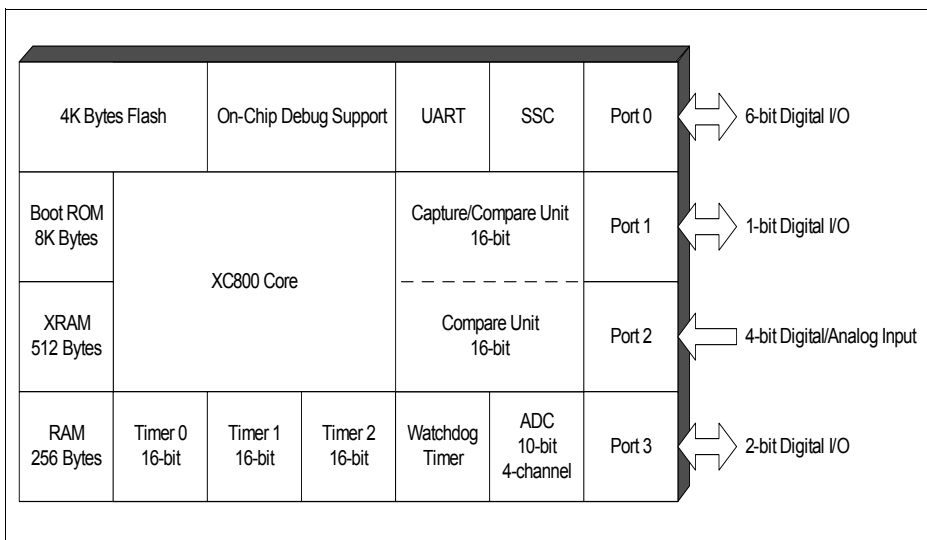 4K Bytes Flash
On-Chip Debug Support
UART
SSC
Port 0
6-bit Digital I/O
Boot ROM
8K Bytes
XC800 Core
Capture/Compare Unit
16-bit
Port 1
1-bit Digital I/O
XRAM
512 Bytes
Compare Unit
16-bit
Port 2
4-bit Digital/Analog Input
RAM
256 Bytes
Timer 0
16-bit
Timer 1
16-bit
Timer 2
16-bit
Watchdog
Timer
ADC
10-bit
4-channel
Port 3
2-bit Digital I/O